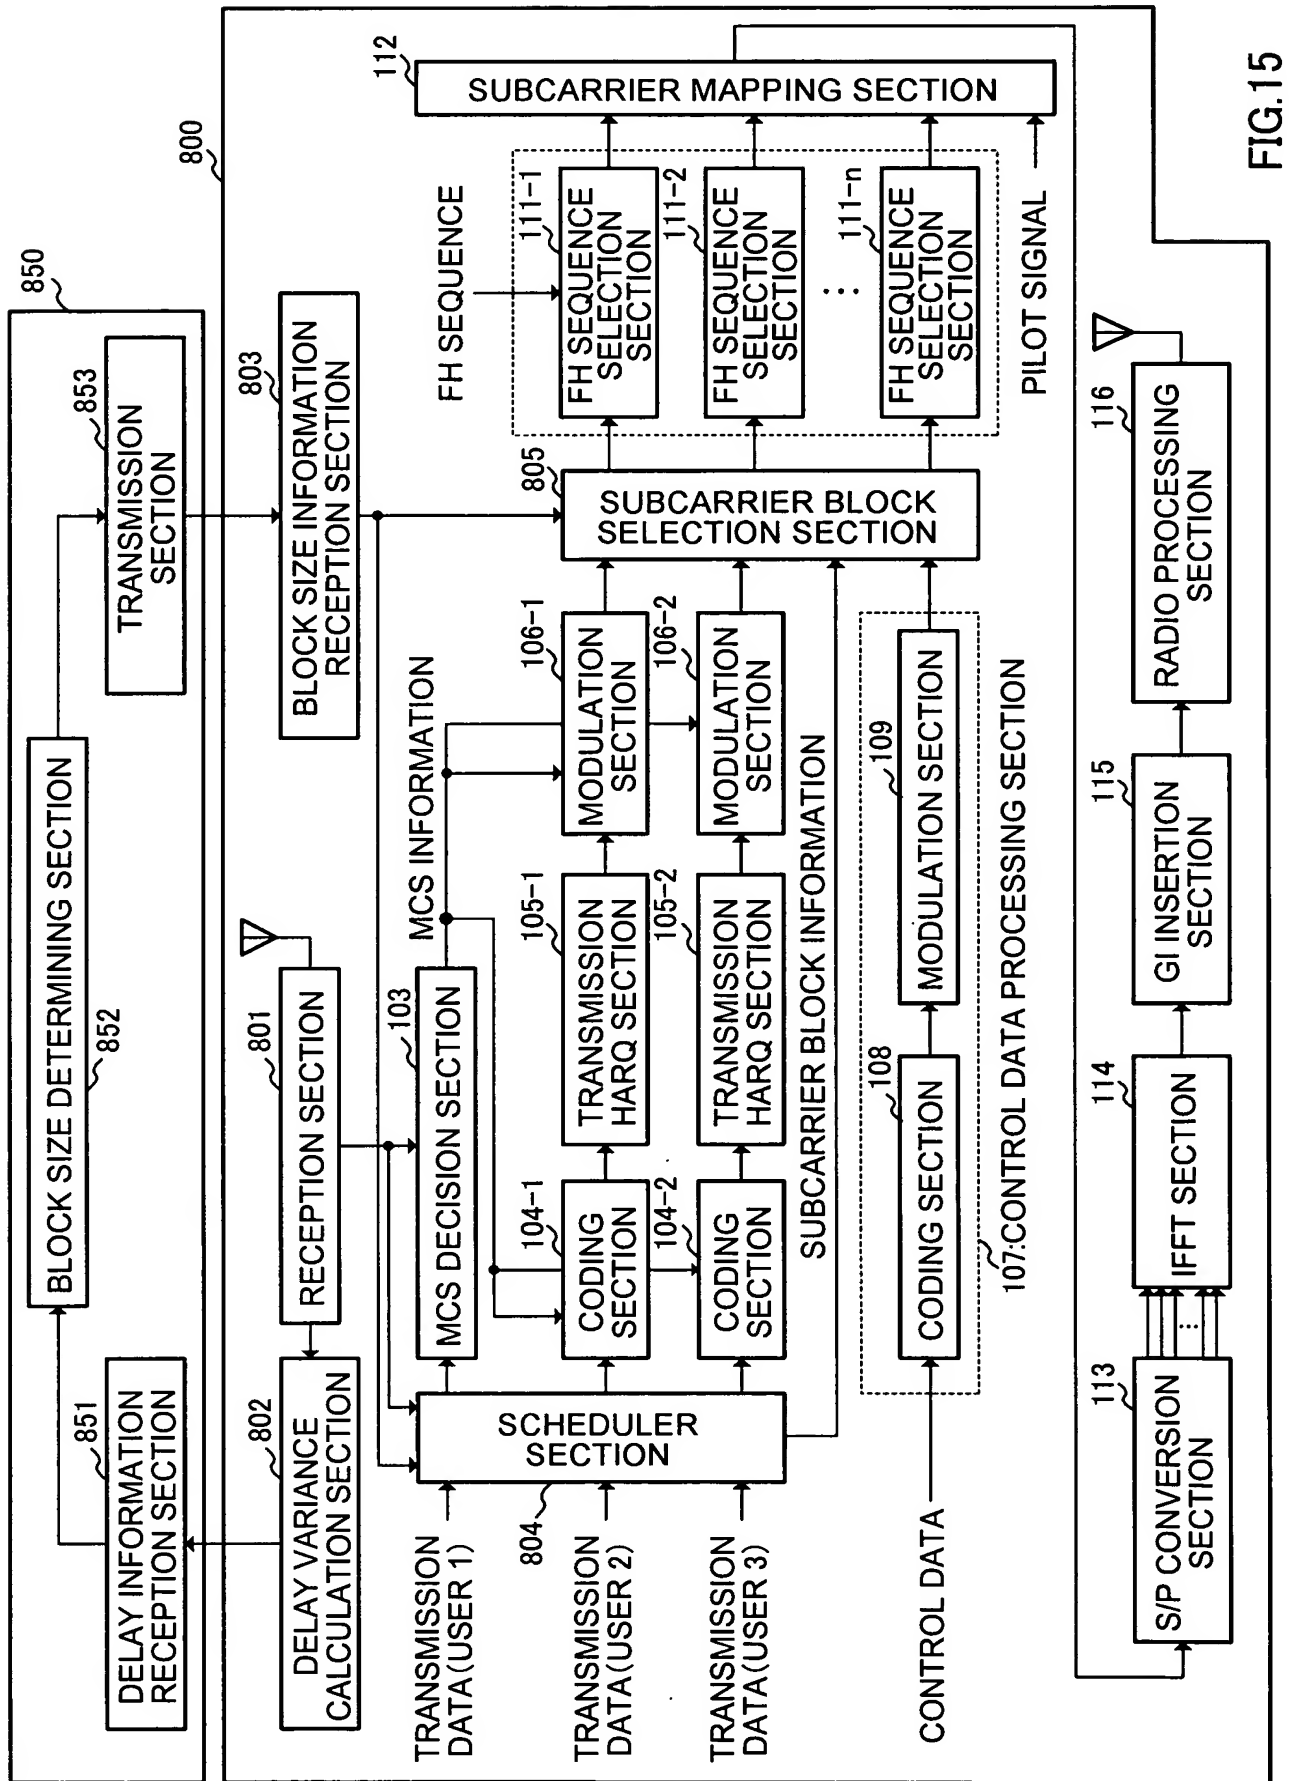 850
851
DELAY INFORMATION
RECEPTION SECTION
BLOCK SIZE DETERMINING SECTION
852
853
TRANSMISSION
SECTION
800
802
DELAY VARIANCE
CALCULATION SECTION
801
RECEPTION SECTION
803
BLOCK SIZE INFORMATION
RECEPTION SECTION
103
MCS DECISION SECTION
MCS INFORMATION
FH SEQUENCE
112
SUBCARRIER MAPPING SECTION
TRANSMISSION
DATA(USER 1)
TRANSMISSION
DATA(USER 2)
TRANSMISSION
DATA(USER 3)
804
SCHEDULER
SECTION
104-1
CODING
SECTION
105-1
TRANSMISSION
HARQ SECTION
106-1
MODULATION
SECTION
104-2
CODING
SECTION
105-2
TRANSMISSION
HARQ SECTION
106-2
MODULATION
SECTION
805
SUBCARRIER BLOCK
SELECTION SECTION
111-1
FH SEQUENCE
SELECTION
SECTION
111-2
FH SEQUENCE
SELECTION
SECTION
...
111-n
FH SEQUENCE
SELECTION
SECTION
SUBCARRIER BLOCK INFORMATION
CONTROL DATA
108
CODING SECTION
109
MODULATION SECTION
107:CONTROL DATA PROCESSING SECTION
PILOT SIGNAL
113
S/P CONVERSION
SECTION
...
114
IFFT SECTION
115
GI INSERTION
SECTION
116
RADIO PROCESSING
SECTION
FIG.15